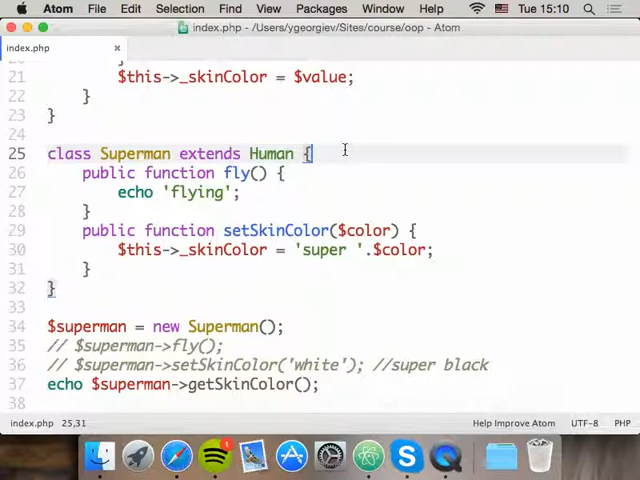 Atom File Edit Selection Find Packages Window Help Tue 15:10
index.php - /Users/ygeorgiev/Sites/course/oop - Atom
index.php
21 $this->_skinColor = $value;
22 }
23 }
24
25 class Superman extends Human {
26 public function fly() {
27 echo 'flying';
28 }
29 public function setSkinColor($color) {
30 $this->_skinColor = 'super '.$color;
31 }
32 }
33
34 $superman = new Superman();
35 // $superman->fly();
36 // $superman->setSkinColor('white'); //super black
37 echo $superman->getSkinColor();
38
index.php 25,31 Help Improve Atom UTF-8 PHP
1